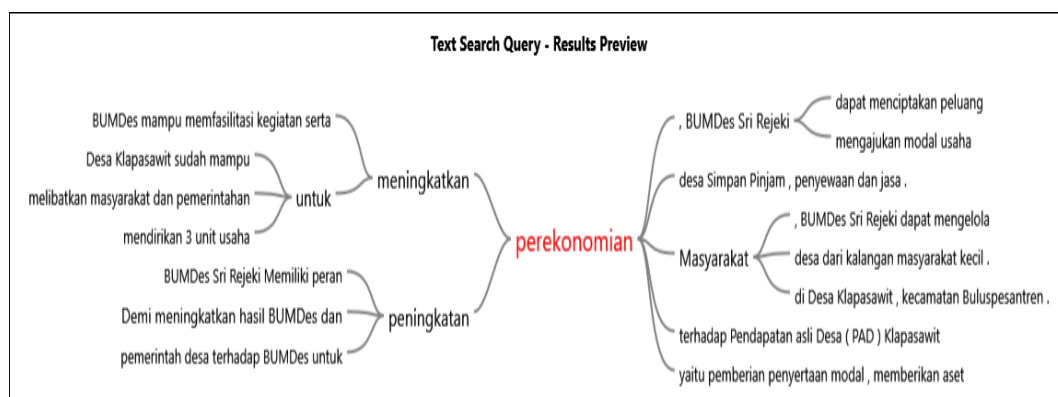 Text Search Query - Results Preview
BUMDes mampu memfasilitasi kegiatan serta
Desa Klapasawit sudah mampu
melibatkan masyarakat dan pemerintahan
mendirikan 3 unit usaha
untuk
meningkatkan
BUMDes Sri Rejeki Memiliki peran
Demi meningkatkan hasil BUMDes dan
pemerintah desa terhadap BUMDes untuk
peningkatan
perekonomian
, BUMDes Sri Rejeki
dapat menciptakan peluang
mengajukan modal usaha
desa Simpan Pinjam , penyewaan dan jasa .
Masyarakat
, BUMDes Sri Rejeki dapat mengelola
desa dari kalangan masyarakat kecil .
di Desa Klapasawit , kecamatan Buluspesantren .
terhadap Pendapatan asli Desa ( PAD ) Klapasawit
yaitu pemberian penyertaan modal , memberikan aset